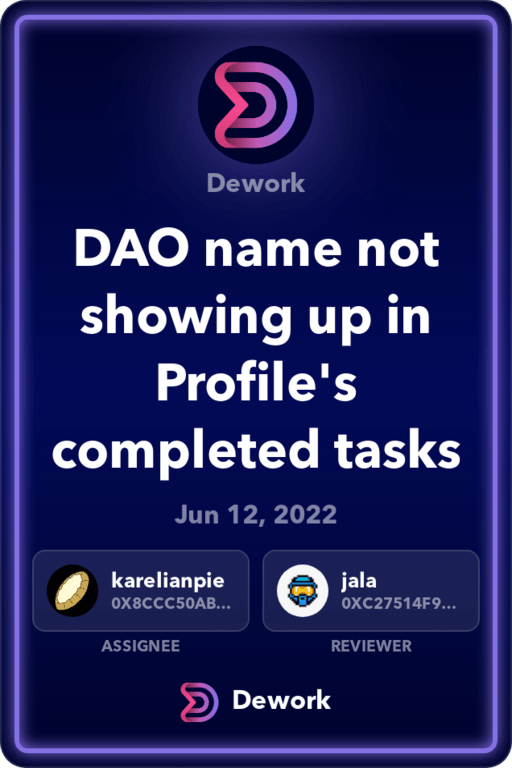 Dework
DAO name not
showing up in
Profile's
completed tasks
Jun 12, 2022
karelianpie
0X8CCC50AB...
ASSIGNEE
jala
0XC27514F9...
REVIEWER
Dework